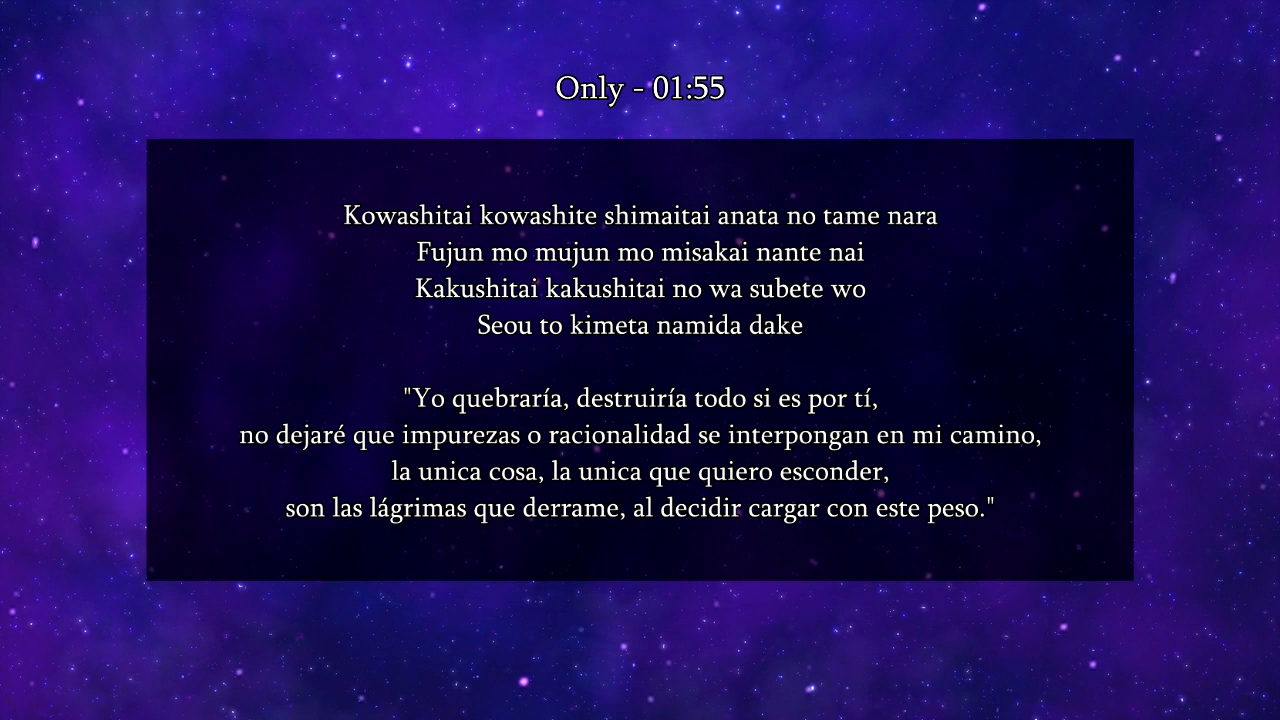 Only - 01:55
Kowashitai kowashite shimaitai anata no tame nara
Fujun mo mujun mo misakai nante nai
Kakushitai kakushitai no wa subete wo
Seou to kimeta namida dake
"Yo quebraría, destruiría todo si es por tí,
no dejaré que impurezas o racionalidad se interpongan en mi camino,
la unica cosa, la unica que quiero esconder,
son las lágrimas que derrame, al decidir cargar con este peso."